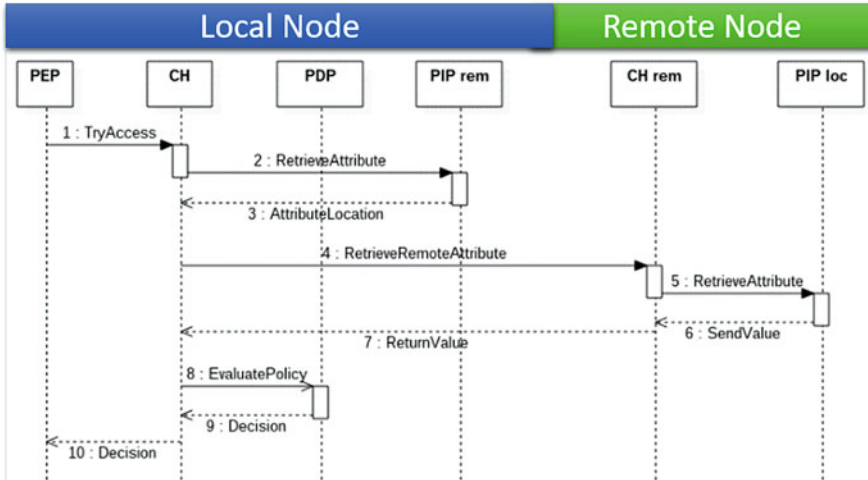 Local Node
Remote Node
PEP
CH
PDP
PIP rem
CH rem
PIP loc
1 : TryAccess
2 : RetrieveAttribute
3 : AttributeLocation
4 : RetrieveRemoteAttribute
5 : RetrieveAttribute
6 : SendValue
7 : ReturnValue
8 : EvaluatePolicy
9 : Decision
10 : Decision